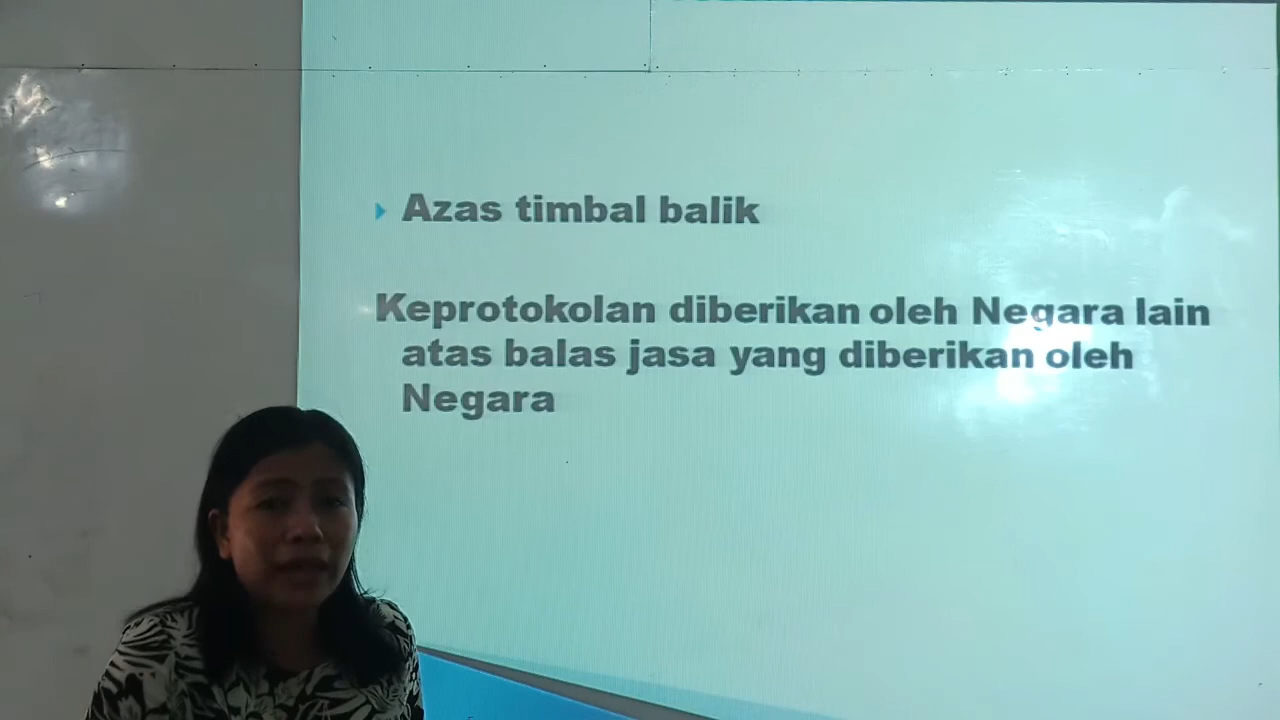 Azas timbal balik
Keprotokolan diberikan oleh Negara lain
atas balas jasa yang diberikan oleh
Negara